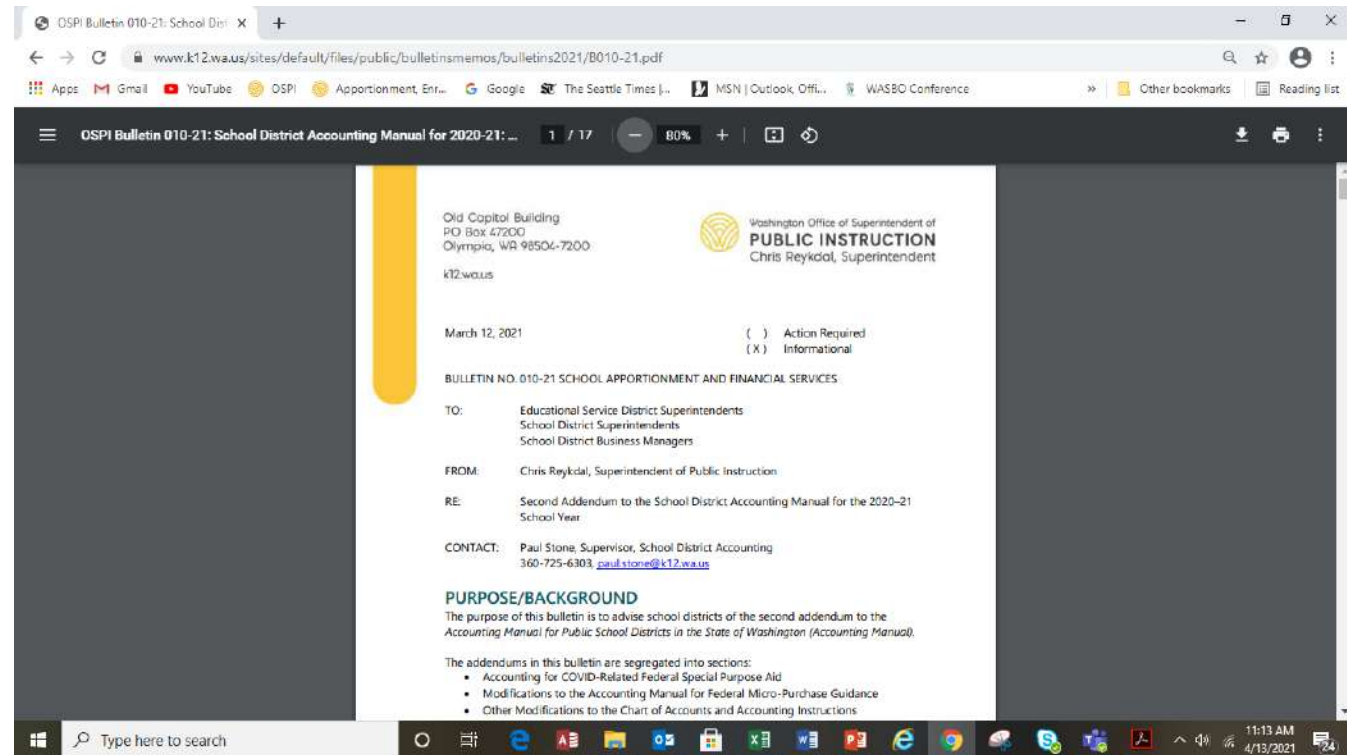 OSPI Bulletin 010-21: School Dist
www.k12.wa.us/sites/default/files/public/bulletinsmemos/bulletins2021/B010-21.pdf
Apps Gmail YouTube OSPI Apportionment, Enr... Google The Seattle Times |... MSN | Outlook, Offi... WASBO Conference » Other bookmarks Reading list
OSPI Bulletin 010-21: School District Accounting Manual for 2020-21: ... 1 / 17 − 80% +
Old Capitol Building
PO Box 47200
Olympia, WA 98504-7200
k12.wa.us
Washington Office of Superintendent of
PUBLIC INSTRUCTION
Chris Reykdal, Superintendent
March 12, 2021
( ) Action Required
(X) Informational
BULLETIN NO. 010-21 SCHOOL APPORTIONMENT AND FINANCIAL SERVICES
TO: Educational Service District Superintendents
School District Superintendents
School District Business Managers
FROM: Chris Reykdal, Superintendent of Public Instruction
RE: Second Addendum to the School District Accounting Manual for the 2020–21
School Year
CONTACT: Paul Stone, Supervisor, School District Accounting
360-725-6303, paul.stone@k12.wa.us
PURPOSE/BACKGROUND
The purpose of this bulletin is to advise school districts of the second addendum to the
Accounting Manual for Public School Districts in the State of Washington (Accounting Manual).
The addendums in this bulletin are segregated into sections:
• Accounting for COVID-Related Federal Special Purpose Aid
• Modifications to the Accounting Manual for Federal Micro-Purchase Guidance
• Other Modifications to the Chart of Accounts and Accounting Instructions
Type here to search
11:13 AM
4/13/2021
24